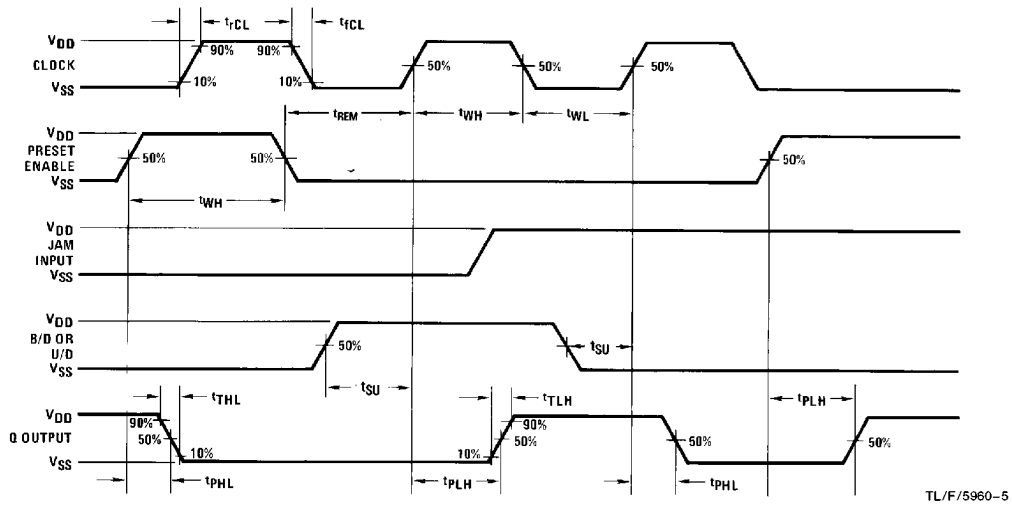 trCL tfCL
VDD
CLOCK
VSS
90% 90%
10% 10%
50% 50% 50%
tREM tWH tWL
VDD
PRESET
ENABLE
VSS
50% 50% 50%
tWH
VDD
JAM
INPUT
VSS
VDD
B/D OR
U/D
VSS
50%
tSU
tSU
tTHL tTLH tPLH
VDD
Q OUTPUT
VSS
90% 90%
50% 50% 50% 50%
10% 10%
tPHL tPLH tPHL
TL/F/5960–5